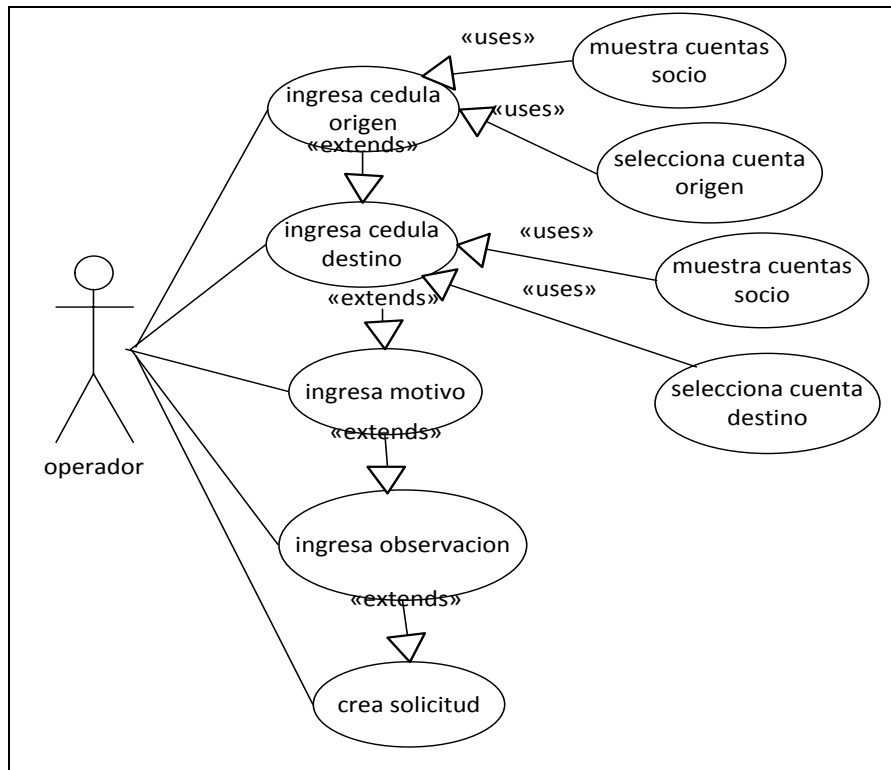 «uses»
muestra cuentas
socio
ingresa cedula
origen
«uses»
«extends»
selecciona cuenta
origen
ingresa cedula
destino
«uses»
muestra cuentas
socio
«extends»
«uses»
ingresa motivo
selecciona cuenta
destino
«extends»
operador
ingresa observacion
«extends»
crea solicitud